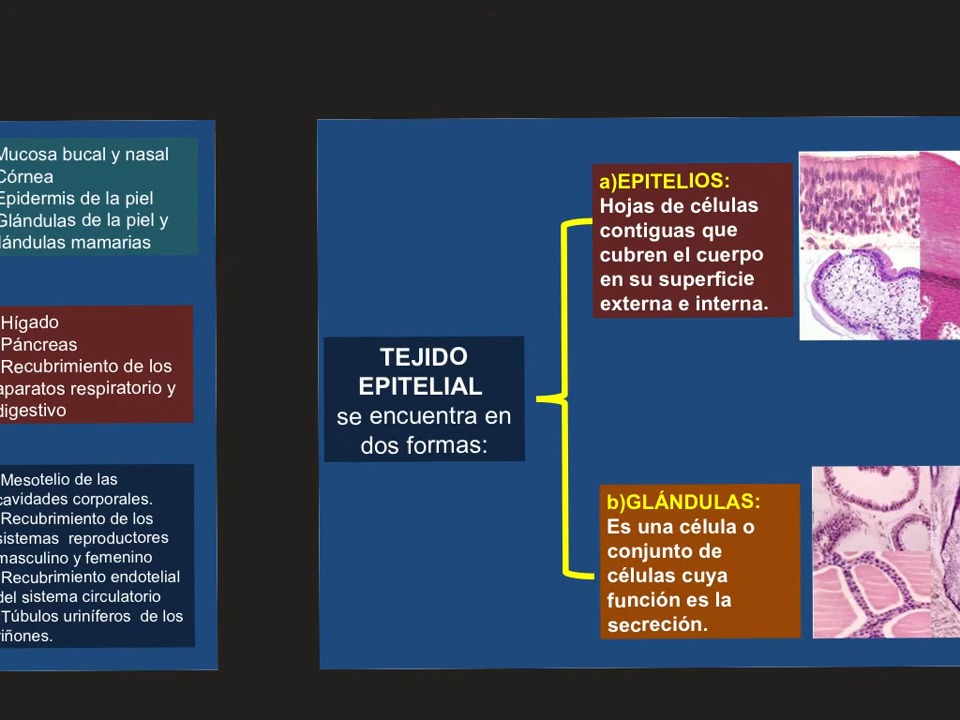 Mucosa bucal y nasal
Córnea
Epidermis de la piel
Glándulas de la piel y
lándulas mamarias
Hígado
Páncreas
Recubrimiento de los
aparatos respiratorio y
digestivo
Mesotelio de las
cavidades corporales.
Recubrimiento de los
sistemas reproductores
masculino y femenino
Recubrimiento endotelial
del sistema circulatorio
Túbulos uriníferos de los
riñones.
TEJIDO
EPITELIAL
se encuentra en
dos formas:
a)EPITELIOS:
Hojas de células
contiguas que
cubren el cuerpo
en su superficie
externa e interna.
b)GLÁNDULAS:
Es una célula o
conjunto de
células cuya
función es la
secreción.